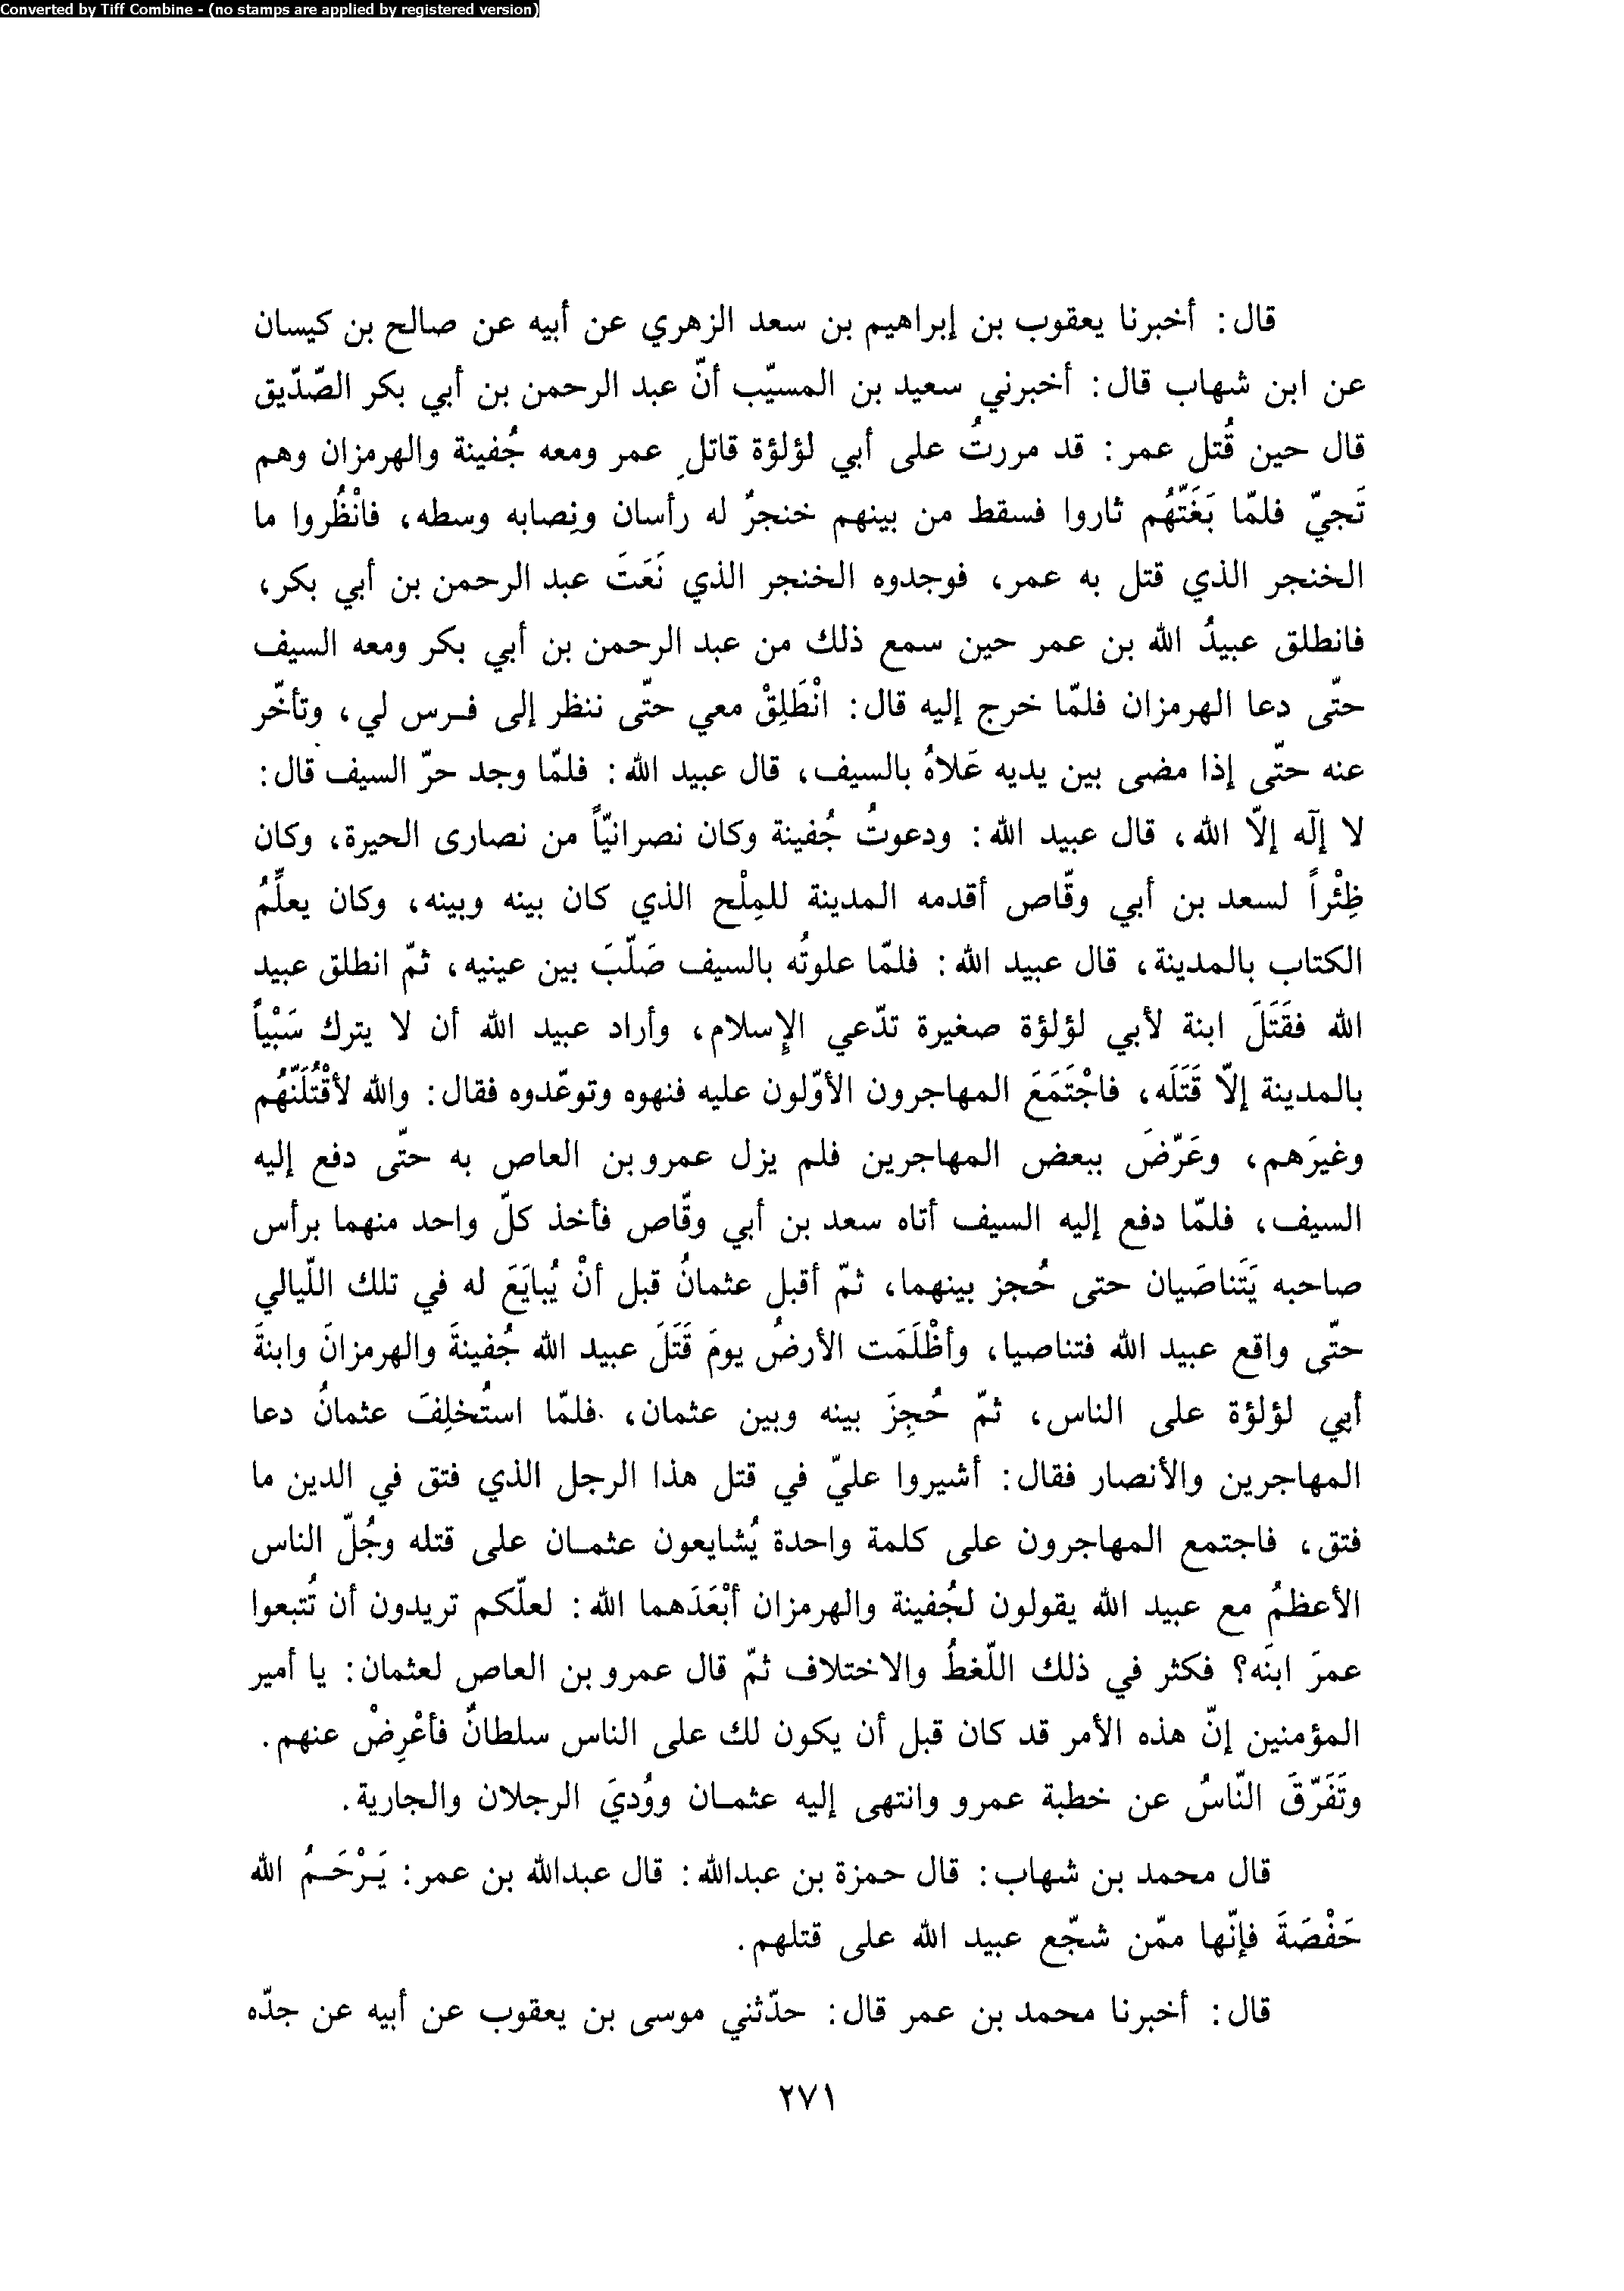 Converted by Tiff Combine - (no stamps are applied by registered version)
قال: أخبرنا يعقوب بن إبراهيم بن سعد الزهري عن أبيه عن صالح بن كيسان
عن ابن شهاب قال: أخبرني سعيد بن المسيّب أنّ عبد الرحمن بن أبي بكر الصّدّيق
قال حين قُتل عمر: قد مررتُ على أبي لؤلؤة قاتلِ عمر ومعه جُفينة والهرمزان وهم
نَجيّ فلمّا بَغَتّهُم ثاروا فسقط من بينهم خنجرٌ له رأسان ونِصابه وسطه، فانْظُروا ما
الخنجر الذي قتل به عمر، فوجدوه الخنجر الذي نَعَتَ عبد الرحمن بن أبي بكر،
فانطلق عبيدُ الله بن عمر حين سمع ذلك من عبد الرحمن بن أبي بكر ومعه السيف
حتّى دعا الهرمزان فلمّا خرج إليه قال: انْطَلِقْ معي حتّى ننظر إلى فرس لي، وتأخّر
عنه حتّى إذا مضى بين يديه عَلاهُ بالسيف، قال عبيد الله: فلمّا وجد حرّ السيف قال:
لا إلَه إلاّ الله، قال عبيد الله: ودعوتُ جُفينة وكان نصرانيّاً من نصارى الحيرة، وكان
ظِئْراً لسعد بن أبي وقّاص أقدمه المدينة للمِلْح الذي كان بينه وبينه، وكان يعلّمُ
الكتاب بالمدينة، قال عبيد الله: فلمّا علوتُه بالسيف صَلّبَ بين عينيه، ثمّ انطلق عبيد
الله فقَتَلَ ابنة لأبي لؤلؤة صغيرة تدّعي الإسلام، وأراد عبيد الله أن لا يترك سَبْياً
بالمدينة إلاّ قَتَلَه، فاجْتَمَعَ المهاجرون الأوّلون عليه فنهوه وتوعّدوه فقال: والله لأقْتُلَنّهُم
وغيرَهم، وعَرّضَ ببعض المهاجرين فلم يزل عمرو بن العاص به حتّى دفع إليه
السيف، فلمّا دفع إليه السيف أتاه سعد بن أبي وقّاص فأخذ كلّ واحد منهما برأس
صاحبه يَتَناصَيان حتى حُجز بينهما، ثمّ أقبل عثمانُ قبل أنْ يُبايَعَ له في تلك اللّيالي
حتّى واقع عبيد الله فتناصيا، وأظْلَمَت الأرضُ يومَ قَتَلَ عبيد الله جُفينةَ والهرمزانَ وابنةَ
أبي لؤلؤة على الناس، ثمّ حُجِزَ بينه وبين عثمان، فلمّا استُخلِفَ عثمانُ دعا
المهاجرين والأنصار فقال: أشيروا عليّ في قتل هذا الرجل الذي فتق في الدين ما
فتق، فاجتمع المهاجرون على كلمة واحدة يُشايعون عثمان على قتله وجُلّ الناس
الأعظمُ مع عبيد الله يقولون لجُفينة والهرمزان أبْعَدَهما الله: لعلّكم تريدون أن تُتبعوا
عمرَ ابنَه؟ فكثر في ذلك اللّغطُ والاختلاف ثمّ قال عمرو بن العاص لعثمان: يا أمير
المؤمنين إنّ هذه الأمر قد كان قبل أن يكون لك على الناس سلطانٌ فأعْرِضْ عنهم.
وتَفَرّقَ النّاسُ عن خطبة عمرو وانتهى إليه عثمان ووُديَ الرجلان والجارية.
قال محمد بن شهاب: قال حمزة بن عبدالله: قال عبدالله بن عمر: يَرْحَمُ الله
حَفْصَةَ فإنّها ممّن شجّع عبيد الله على قتلهم.
قال: أخبرنا محمد بن عمر قال: حدّثني موسى بن يعقوب عن أبيه عن جدّه
٢٧١